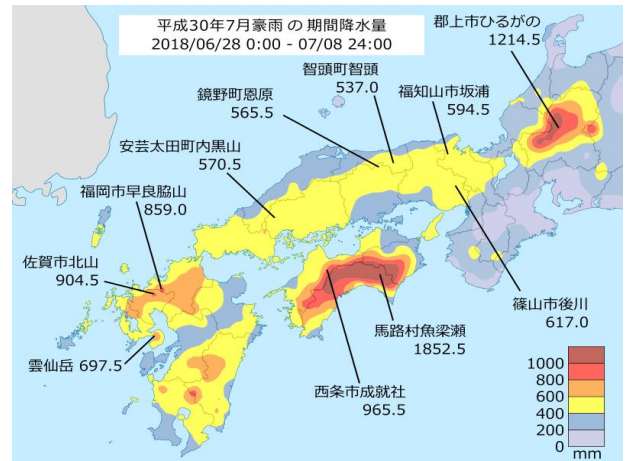 平成30年7月豪雨 の 期間降水量
2018/06/28 0:00 - 07/08 24:00
郡上市ひるがの
1214.5
智頭町智頭
537.0
福知山市坂浦
594.5
鏡野町恩原
565.5
安芸太田町内黒山
570.5
福岡市早良脇山
859.0
佐賀市北山
904.5
雲仙岳 697.5
篠山市後川
617.0
馬路村魚梁瀬
1852.5
西条市成就社
965.5
1000
800
600
400
200
0
mm